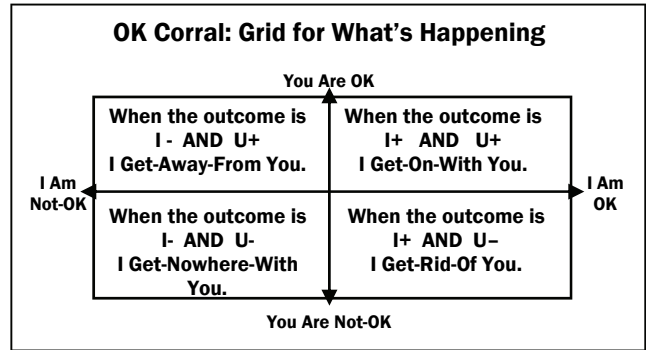 OK Corral: Grid for What’s Happening
You Are OK
When the outcome is
I - AND U+
I Get-Away-From You.
When the outcome is
I+ AND U+
I Get-On-With You.
I Am
Not-OK
I Am
OK
When the outcome is
I- AND U-
I Get-Nowhere-With
You.
When the outcome is
I+ AND U–
I Get-Rid-Of You.
You Are Not-OK